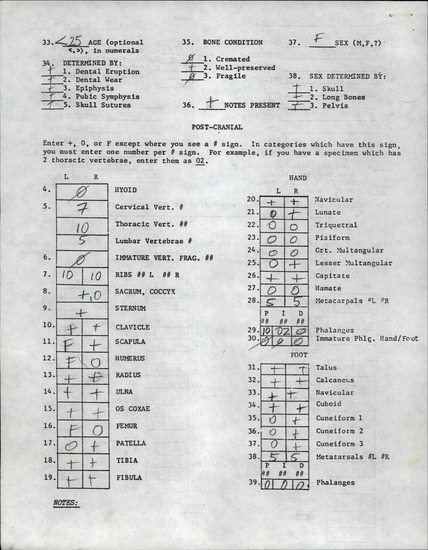 33. <25 AGE (optional <,>), in numerals
34. DETERMINED BY:
+ 1. Dental Eruption
+ 2. Dental Wear
+ 3. Epiphysis
+ 4. Pubic Symphysis
+ 5. Skull Sutures
35. BONE CONDITION
0 1. Cremated
+ 2. Well-preserved
0 3. Fragile
36. + NOTES PRESENT
37. F SEX (M,F,?)
38. SEX DETERMINED BY:
+ 1. Skull
+ 2. Long Bones
+ 3. Pelvis
POST-CRANIAL
Enter +, O, or F except where you see a # sign. In categories which have this sign,
you must enter one number per # sign. For example, if you have a specimen which has
2 thoracic vertebrae, enter them as 02.
4. 0 HYOID
5. 7 Cervical Vert. #
10 Thoracic Vert. ##
5 Lumbar Vertebrae #
6. 0 IMMATURE VERT. FRAG. ##
7. 10 10 RIBS ## L ## R
8. +,0 SACRUM, COCCYX
9. + STERNUM
L R
10. F + CLAVICLE
11. F + SCAPULA
12. F O HUMERUS
13. + F RADIUS
14. + + ULNA
15. + + OS COXAE
16. F O FEMUR
17. O + PATELLA
18. + + TIBIA
19. + + FIBULA
NOTES:
HAND
L R
20. + + Navicular
21. 0 + Lunate
22. 0 0 Triquetral
23. 0 0 Pisiform
24. 0 0 Grt. Multangular
25. 0 + Lesser Multangular
26. + + Capitate
27. 0 0 Hamate
28. 5 5 Metacarpals #L #R
P I D
## ## ##
29. 10 02 0 Phalanges
30. 0 0 0 Immature Phlg. Hand/Foot
FOOT
31. + + Talus
32. + + Calcaneus
33. + + Navicular
34. + + Cuboid
35. 0 + Cuneiform 1
36. 0 + Cuneiform 2
37. 0 + Cuneiform 3
38. 5 5 Metatarsals #L #R
P I D
## ## ##
39. 0 0 0 Phalanges